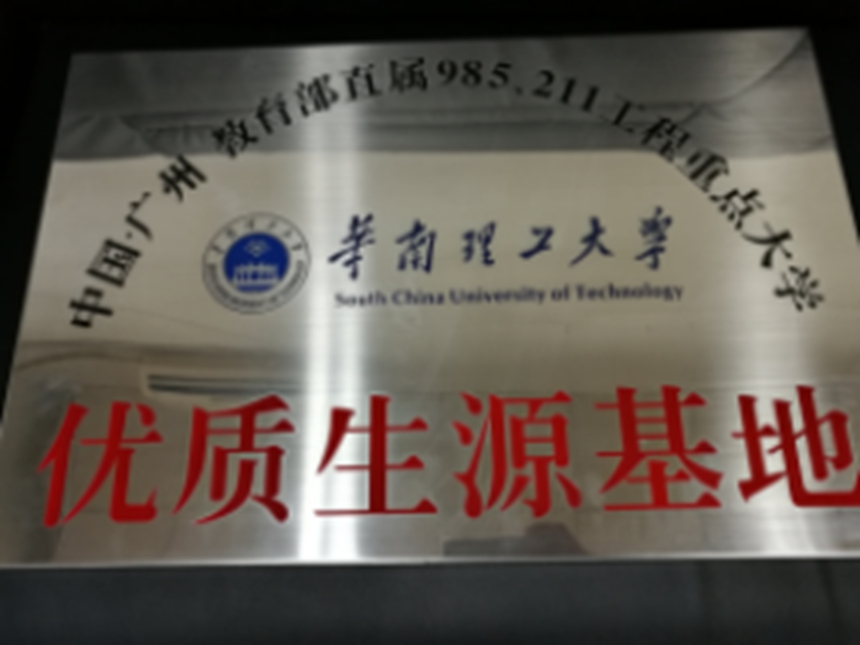 中国·广州 教育部直属985、211工程重点大学
华南理工大学
South China University of Technology
优质生源基地